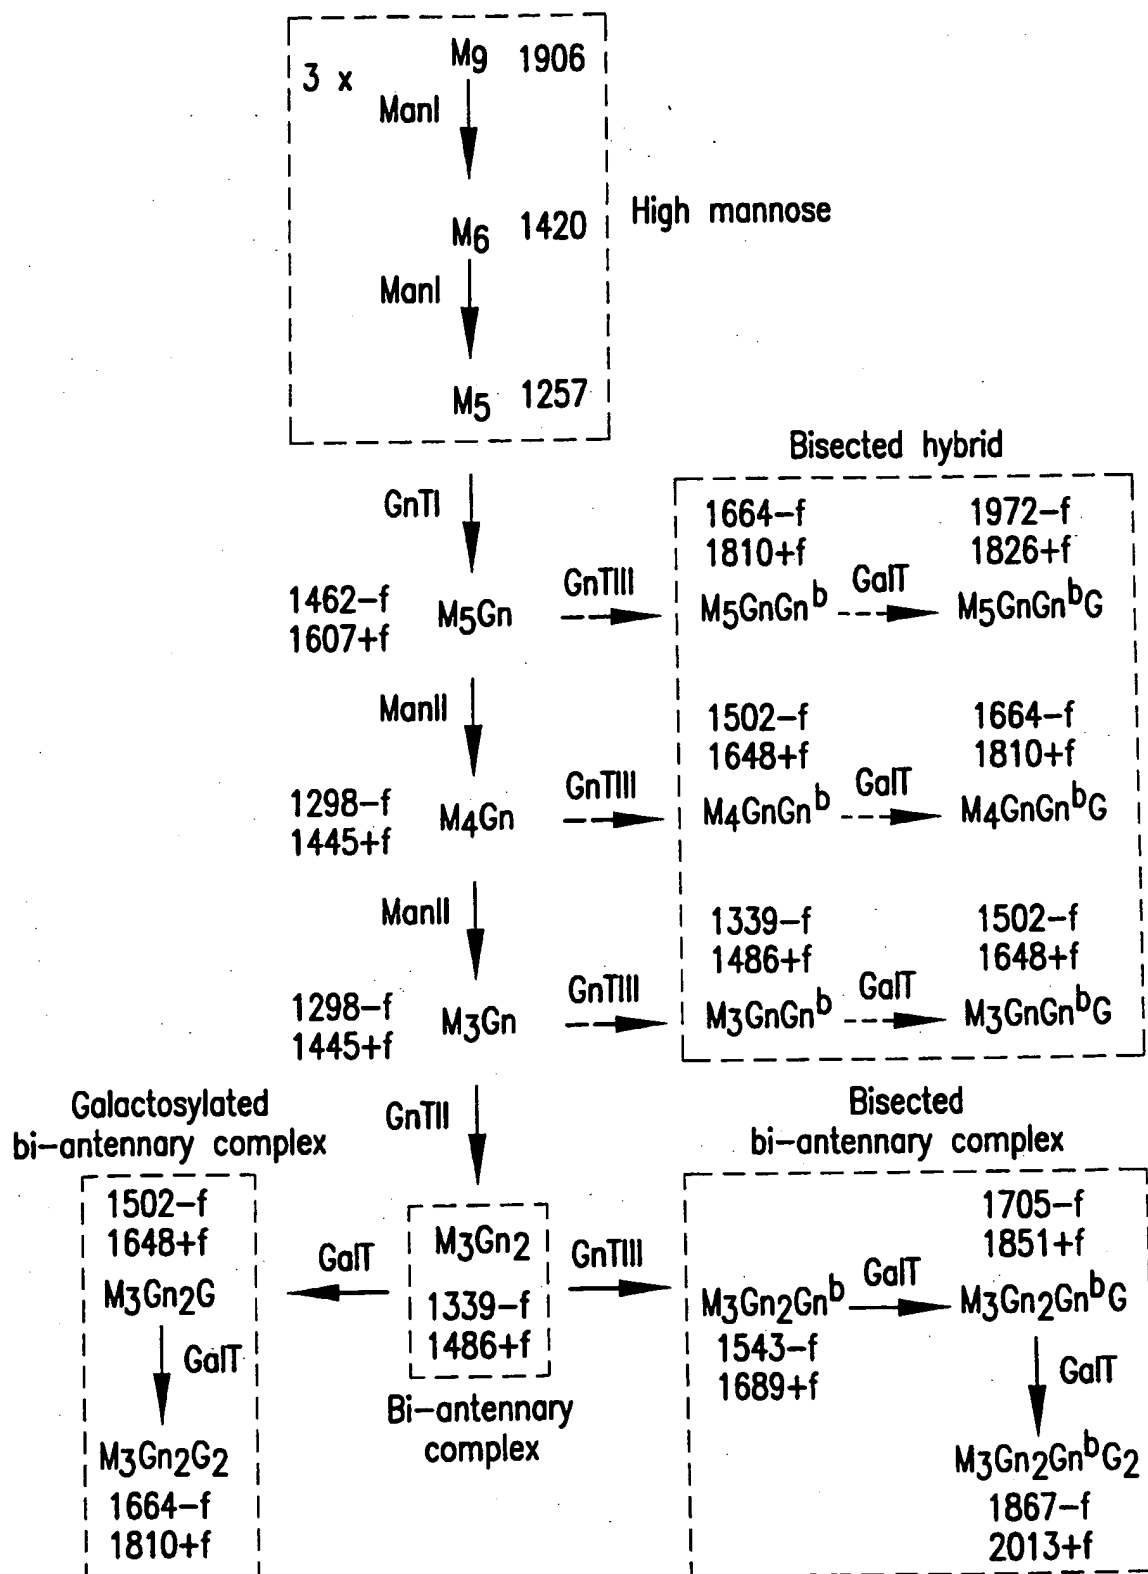 M9 1906
3 x
ManI
M6 1420
High mannose
ManI
M5 1257
Bisected hybrid
GnTI
1664-f
1810+f
1972-f
1826+f
1462-f
1607+f
M5Gn
GnTIII
M5GnGnb
GalT
M5GnGnbG
ManII
1502-f
1648+f
1664-f
1810+f
1298-f
1445+f
M4Gn
GnTIII
M4GnGnb
GalT
M4GnGnbG
ManII
1339-f
1486+f
1502-f
1648+f
1298-f
1445+f
M3Gn
GnTIII
M3GnGnb
GalT
M3GnGnbG
Galactosylated
bi-antennary complex
GnTII
Bisected
bi-antennary complex
1502-f
1648+f
M3Gn2G
GalT
M3Gn2
1339-f
1486+f
Bi-antennary
complex
GnTIII
M3Gn2Gnb
1543-f
1689+f
GalT
1705-f
1851+f
M3Gn2GnbG
GalT
M3Gn2G2
1664-f
1810+f
GalT
M3Gn2GnbG2
1867-f
2013+f